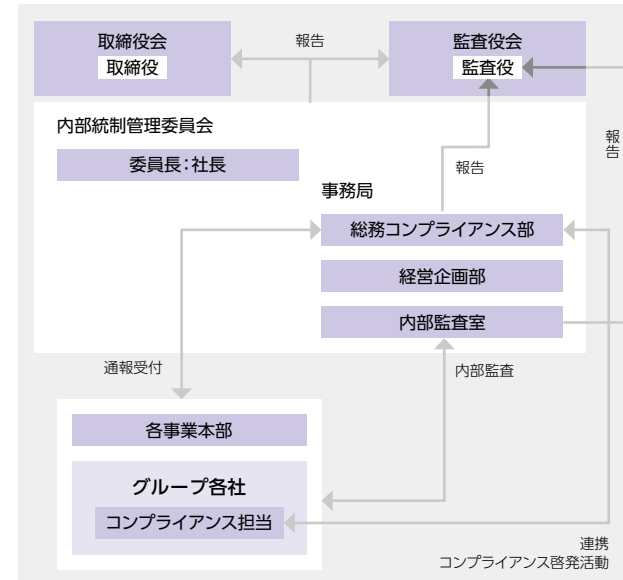 取締役会
取締役
報告
監査役会
監査役
内部統制管理委員会
委員長:社長
報告
報告
事務局
総務コンプライアンス部
経営企画部
内部監査室
通報受付
内部監査
各事業本部
グループ各社
コンプライアンス担当
連携
コンプライアンス啓発活動